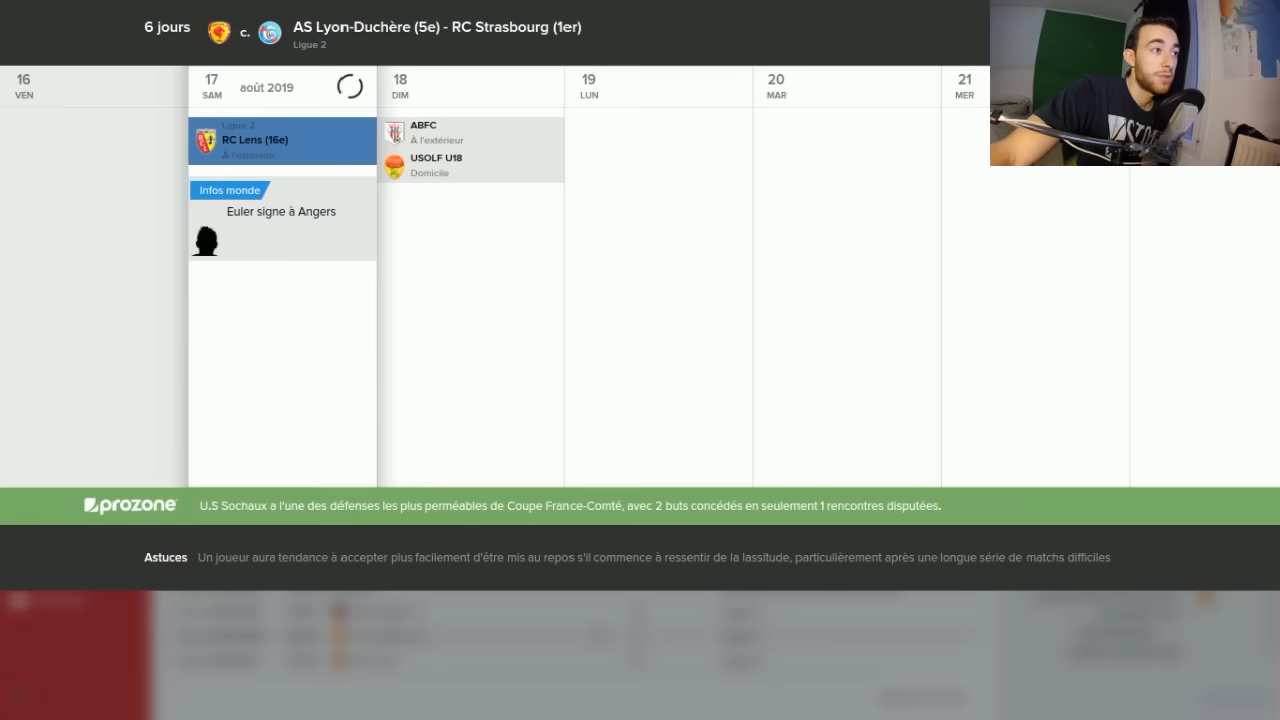 6 jours
c.
AS Lyon-Duchère (5e) - RC Strasbourg (1er)
Ligue 2
16
VEN
17
SAM
août 2019
18
DIM
19
LUN
20
MAR
21
MER
Ligue 2
RC Lens (16e)
À l'extérieur
ABFC
À l'extérieur
USOLF U18
Domicile
Infos monde
Euler signe à Angers
prozone
U.S Sochaux a l'une des défenses les plus perméables de Coupe France-Comté, avec 2 buts concédés en seulement 1 rencontres disputées.
Astuces Un joueur aura tendance à accepter plus facilement d'être mis au repos s'il commence à ressentir de la lassitude, particulièrement après une longue série de matchs difficiles